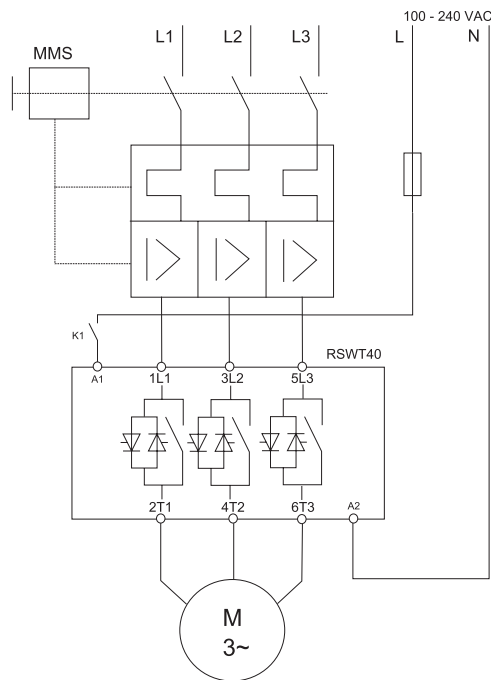 100 - 240 VAC
MMS
L1 L2 L3 L N
K1
RSWT40
A1 1L1 3L2 5L3
2T1 4T2 6T3 A2
M
3~